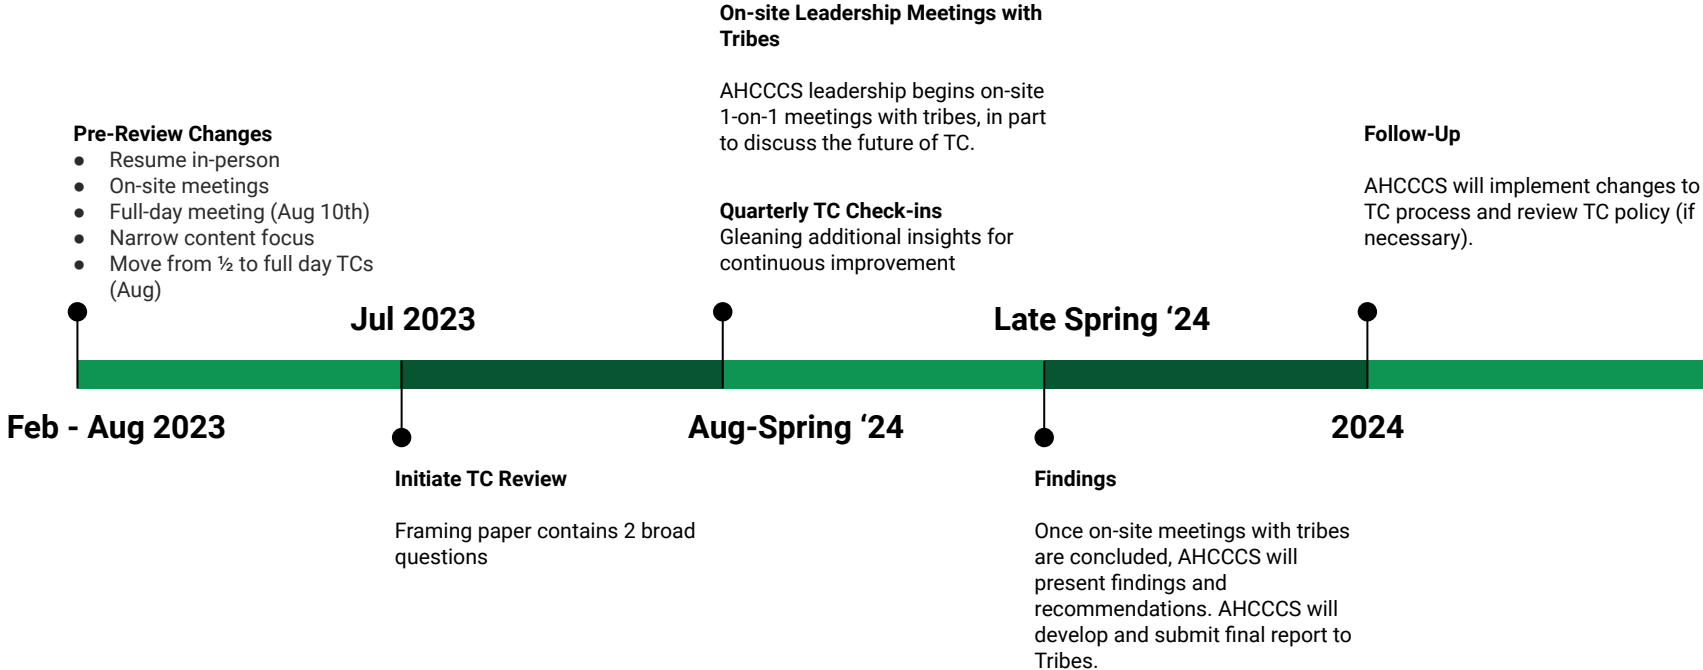 Pre-Review Changes
● Resume in-person
● On-site meetings
● Full-day meeting (Aug 10th)
● Narrow content focus
● Move from ½ to full day TCs
(Aug)
Feb - Aug 2023
Jul 2023
Initiate TC Review
Framing paper contains 2 broad
questions
On-site Leadership Meetings with
Tribes
AHCCCS leadership begins on-site
1-on-1 meetings with tribes, in part
to discuss the future of TC.
Quarterly TC Check-ins
Gleaning additional insights for
continuous improvement
Aug-Spring ‘24
Late Spring ‘24
Findings
Once on-site meetings with tribes
are concluded, AHCCCS will
present findings and
recommendations. AHCCCS will
develop and submit final report to
Tribes.
Follow-Up
AHCCCS will implement changes to
TC process and review TC policy (if
necessary).
2024